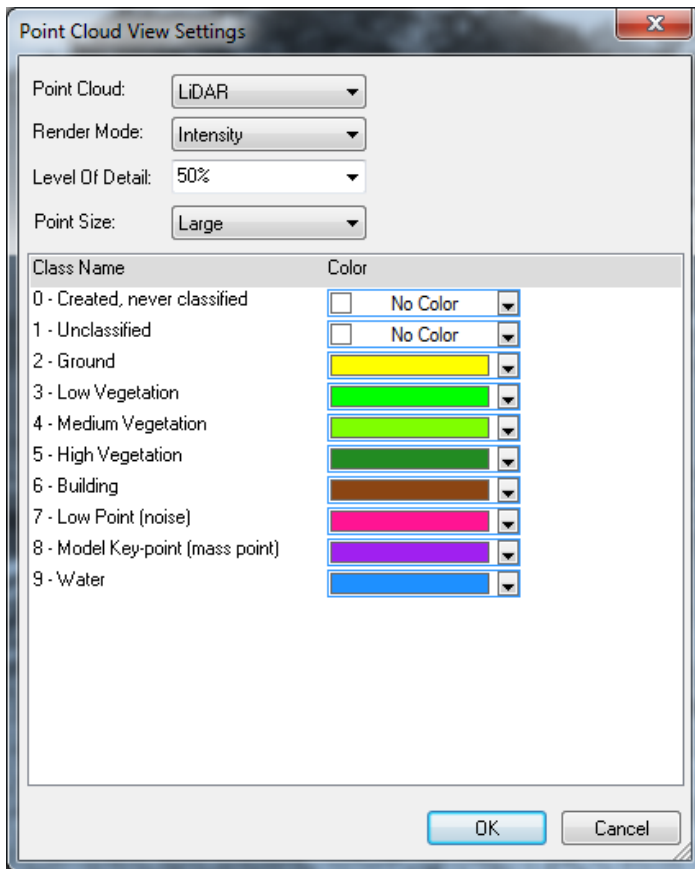 Point Cloud View Settings
Point Cloud: LiDAR
Render Mode: Intensity
Level Of Detail: 50%
Point Size: Large
Class Name Color
0 - Created, never classified No Color
1 - Unclassified No Color
2 - Ground
3 - Low Vegetation
4 - Medium Vegetation
5 - High Vegetation
6 - Building
7 - Low Point (noise)
8 - Model Key-point (mass point)
9 - Water
OK Cancel